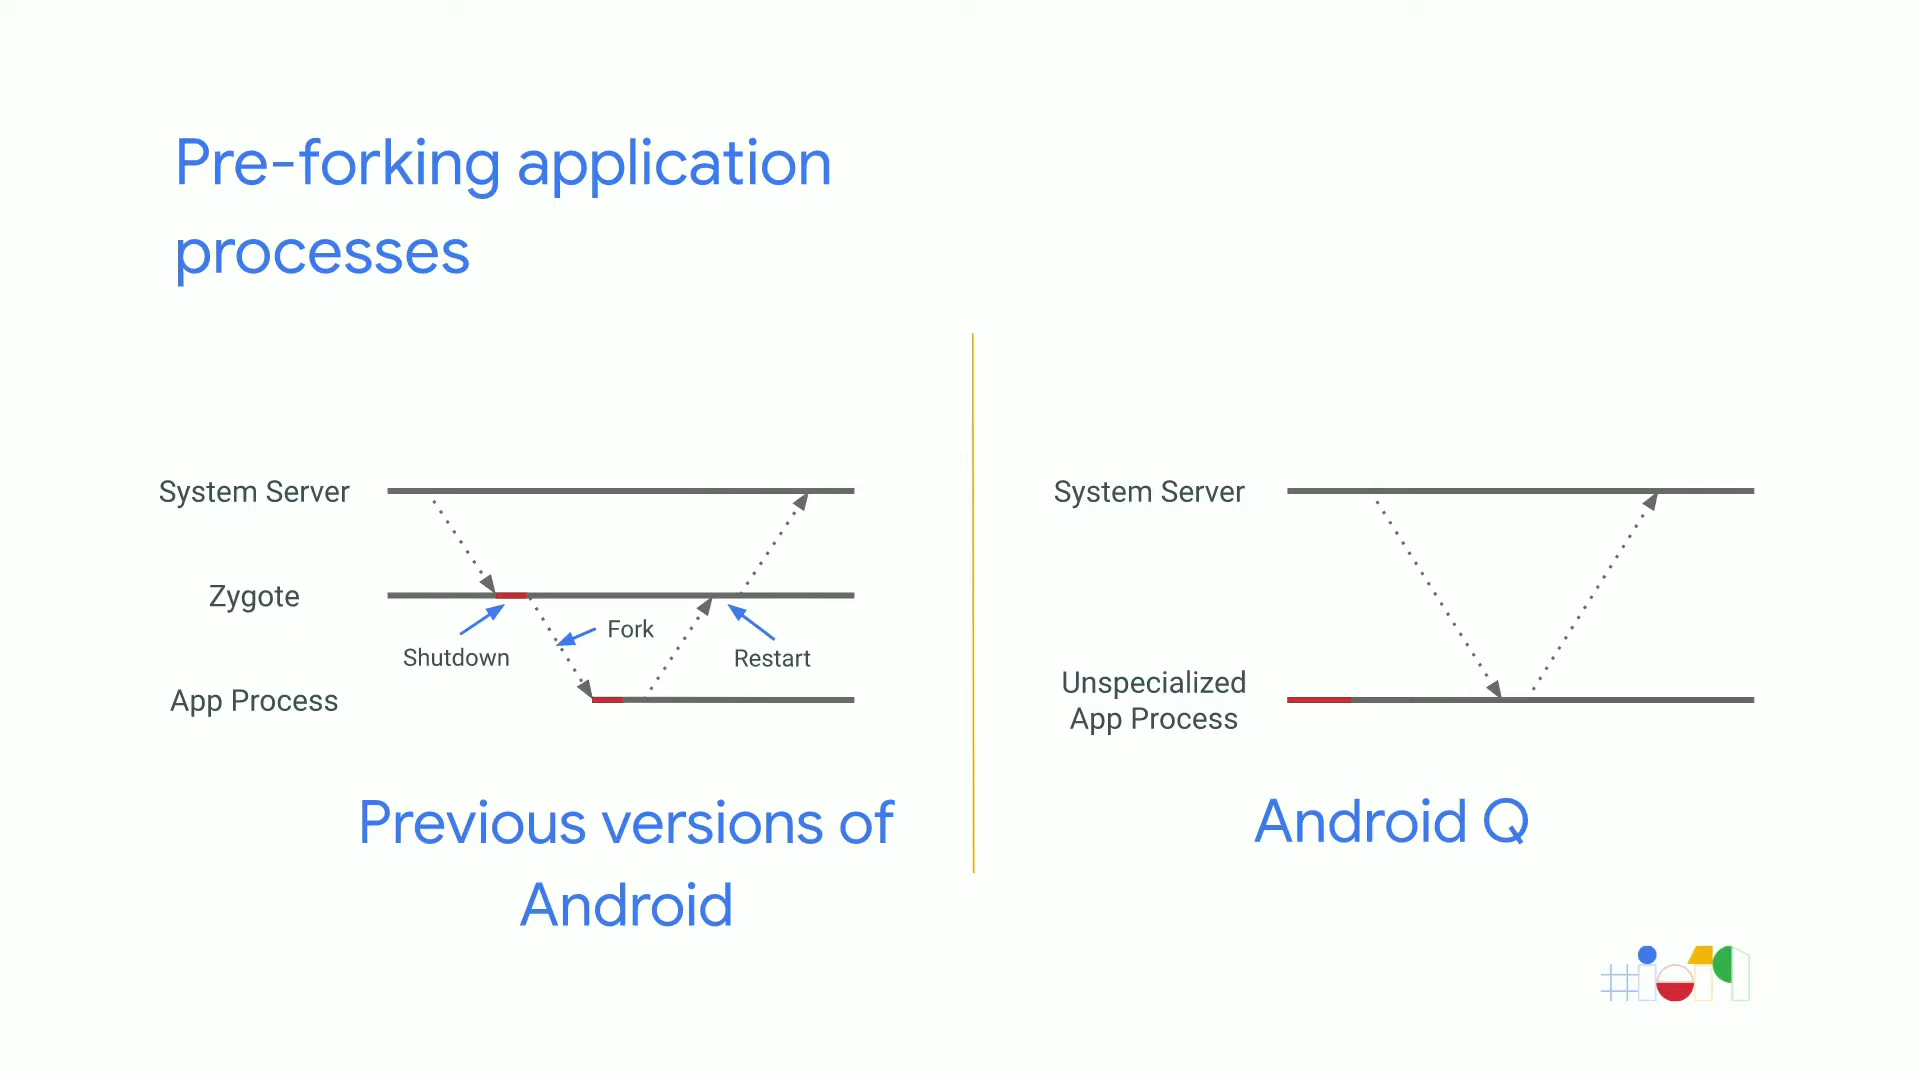 Pre-forking application
processes
System Server
Zygote
Shutdown
Fork
Restart
App Process
Previous versions of
Android
System Server
Unspecialized
App Process
Android Q
#io19